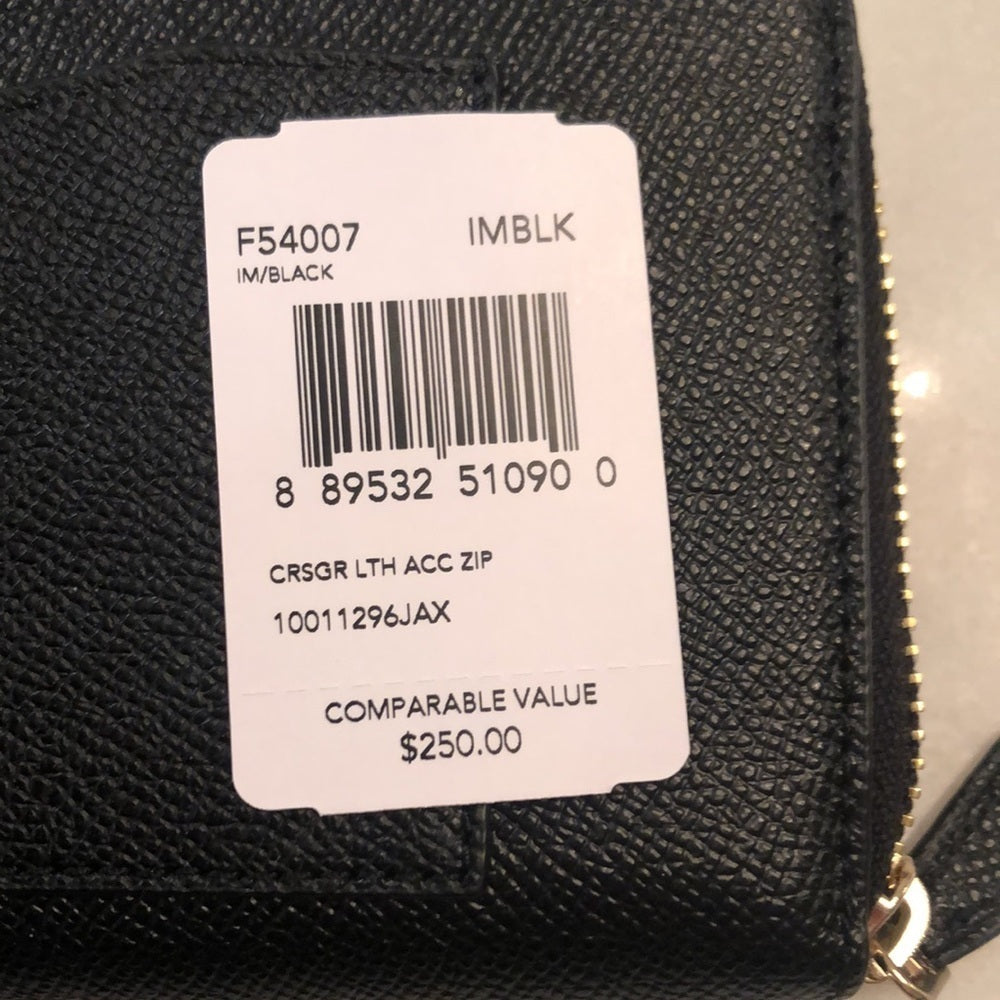 F54007 IMBLK
IM/BLACK
8 89532 51090 0
CRSGR LTH ACC ZIP
10011296JAX
COMPARABLE VALUE
$250.00